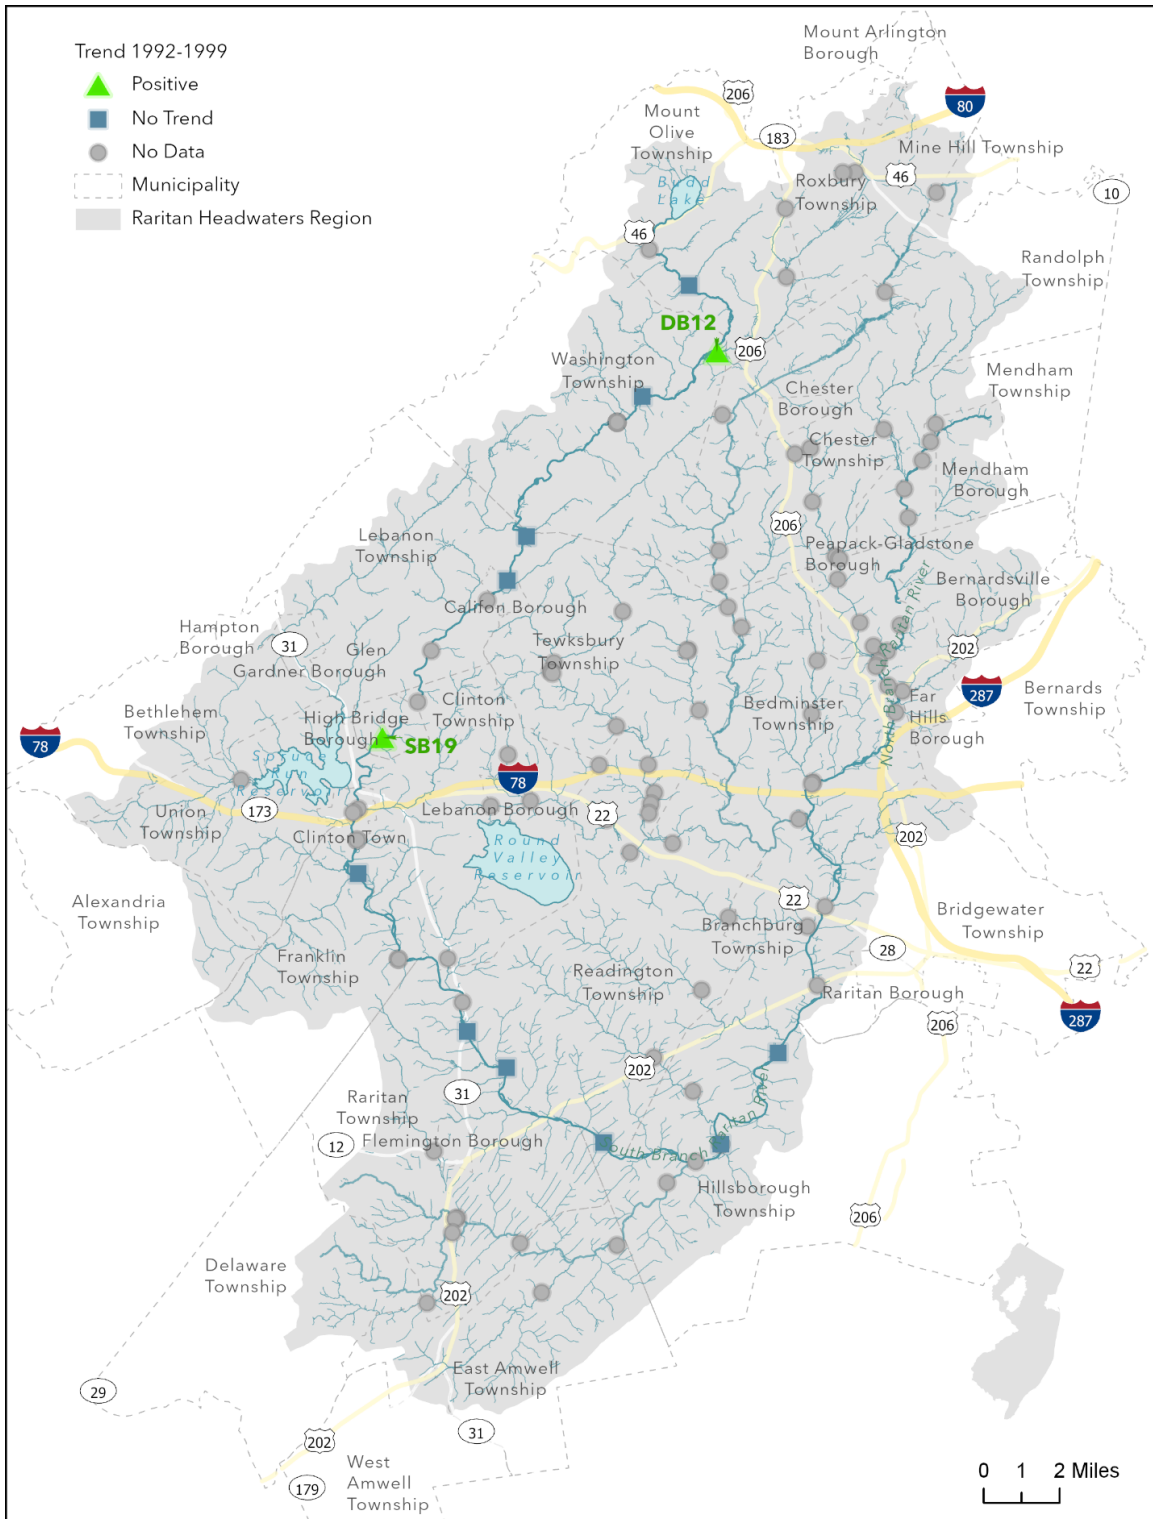 Trend 1992-1999
Positive
No Trend
No Data
Municipality
Raritan Headwaters Region
Mount Arlington
Borough
206
80
Mount
Olive
Township
183
Mine Hill Township
Budd
Lake
Roxbury
Township
46
10
46
Randolph
Township
DB12
206
Washington
Township
Mendham
Township
Chester
Borough
Chester
Township
Mendham
Borough
206
Lebanon
Township
Peapack-Gladstone
Borough
Bernardsville
Borough
Califon Borough
Hampton
Borough
31
Glen
Gardner Borough
Tewksbury
Township
North Branch Raritan River
202
287
Bernards
Township
Bethlehem
Township
High Bridge
Borough
Clinton
Township
Bedminster
Township
Far
Hills
Borough
SB19
78
Spruce
Run
Reservoir
78
173
Union
Township
Lebanon Borough
22
Clinton Town
202
Round
Valley
Reservoir
Alexandria
Township
22
Branchburg
Township
Bridgewater
Township
28
22
Franklin
Township
Readington
Township
Raritan Borough
206
287
202
31
Raritan
Township
12
Flemington Borough
South Branch Raritan River
Hillsborough
Township
206
Delaware
Township
202
East Amwell
Township
29
31
202
West
Amwell
Township
179
0 1 2 Miles